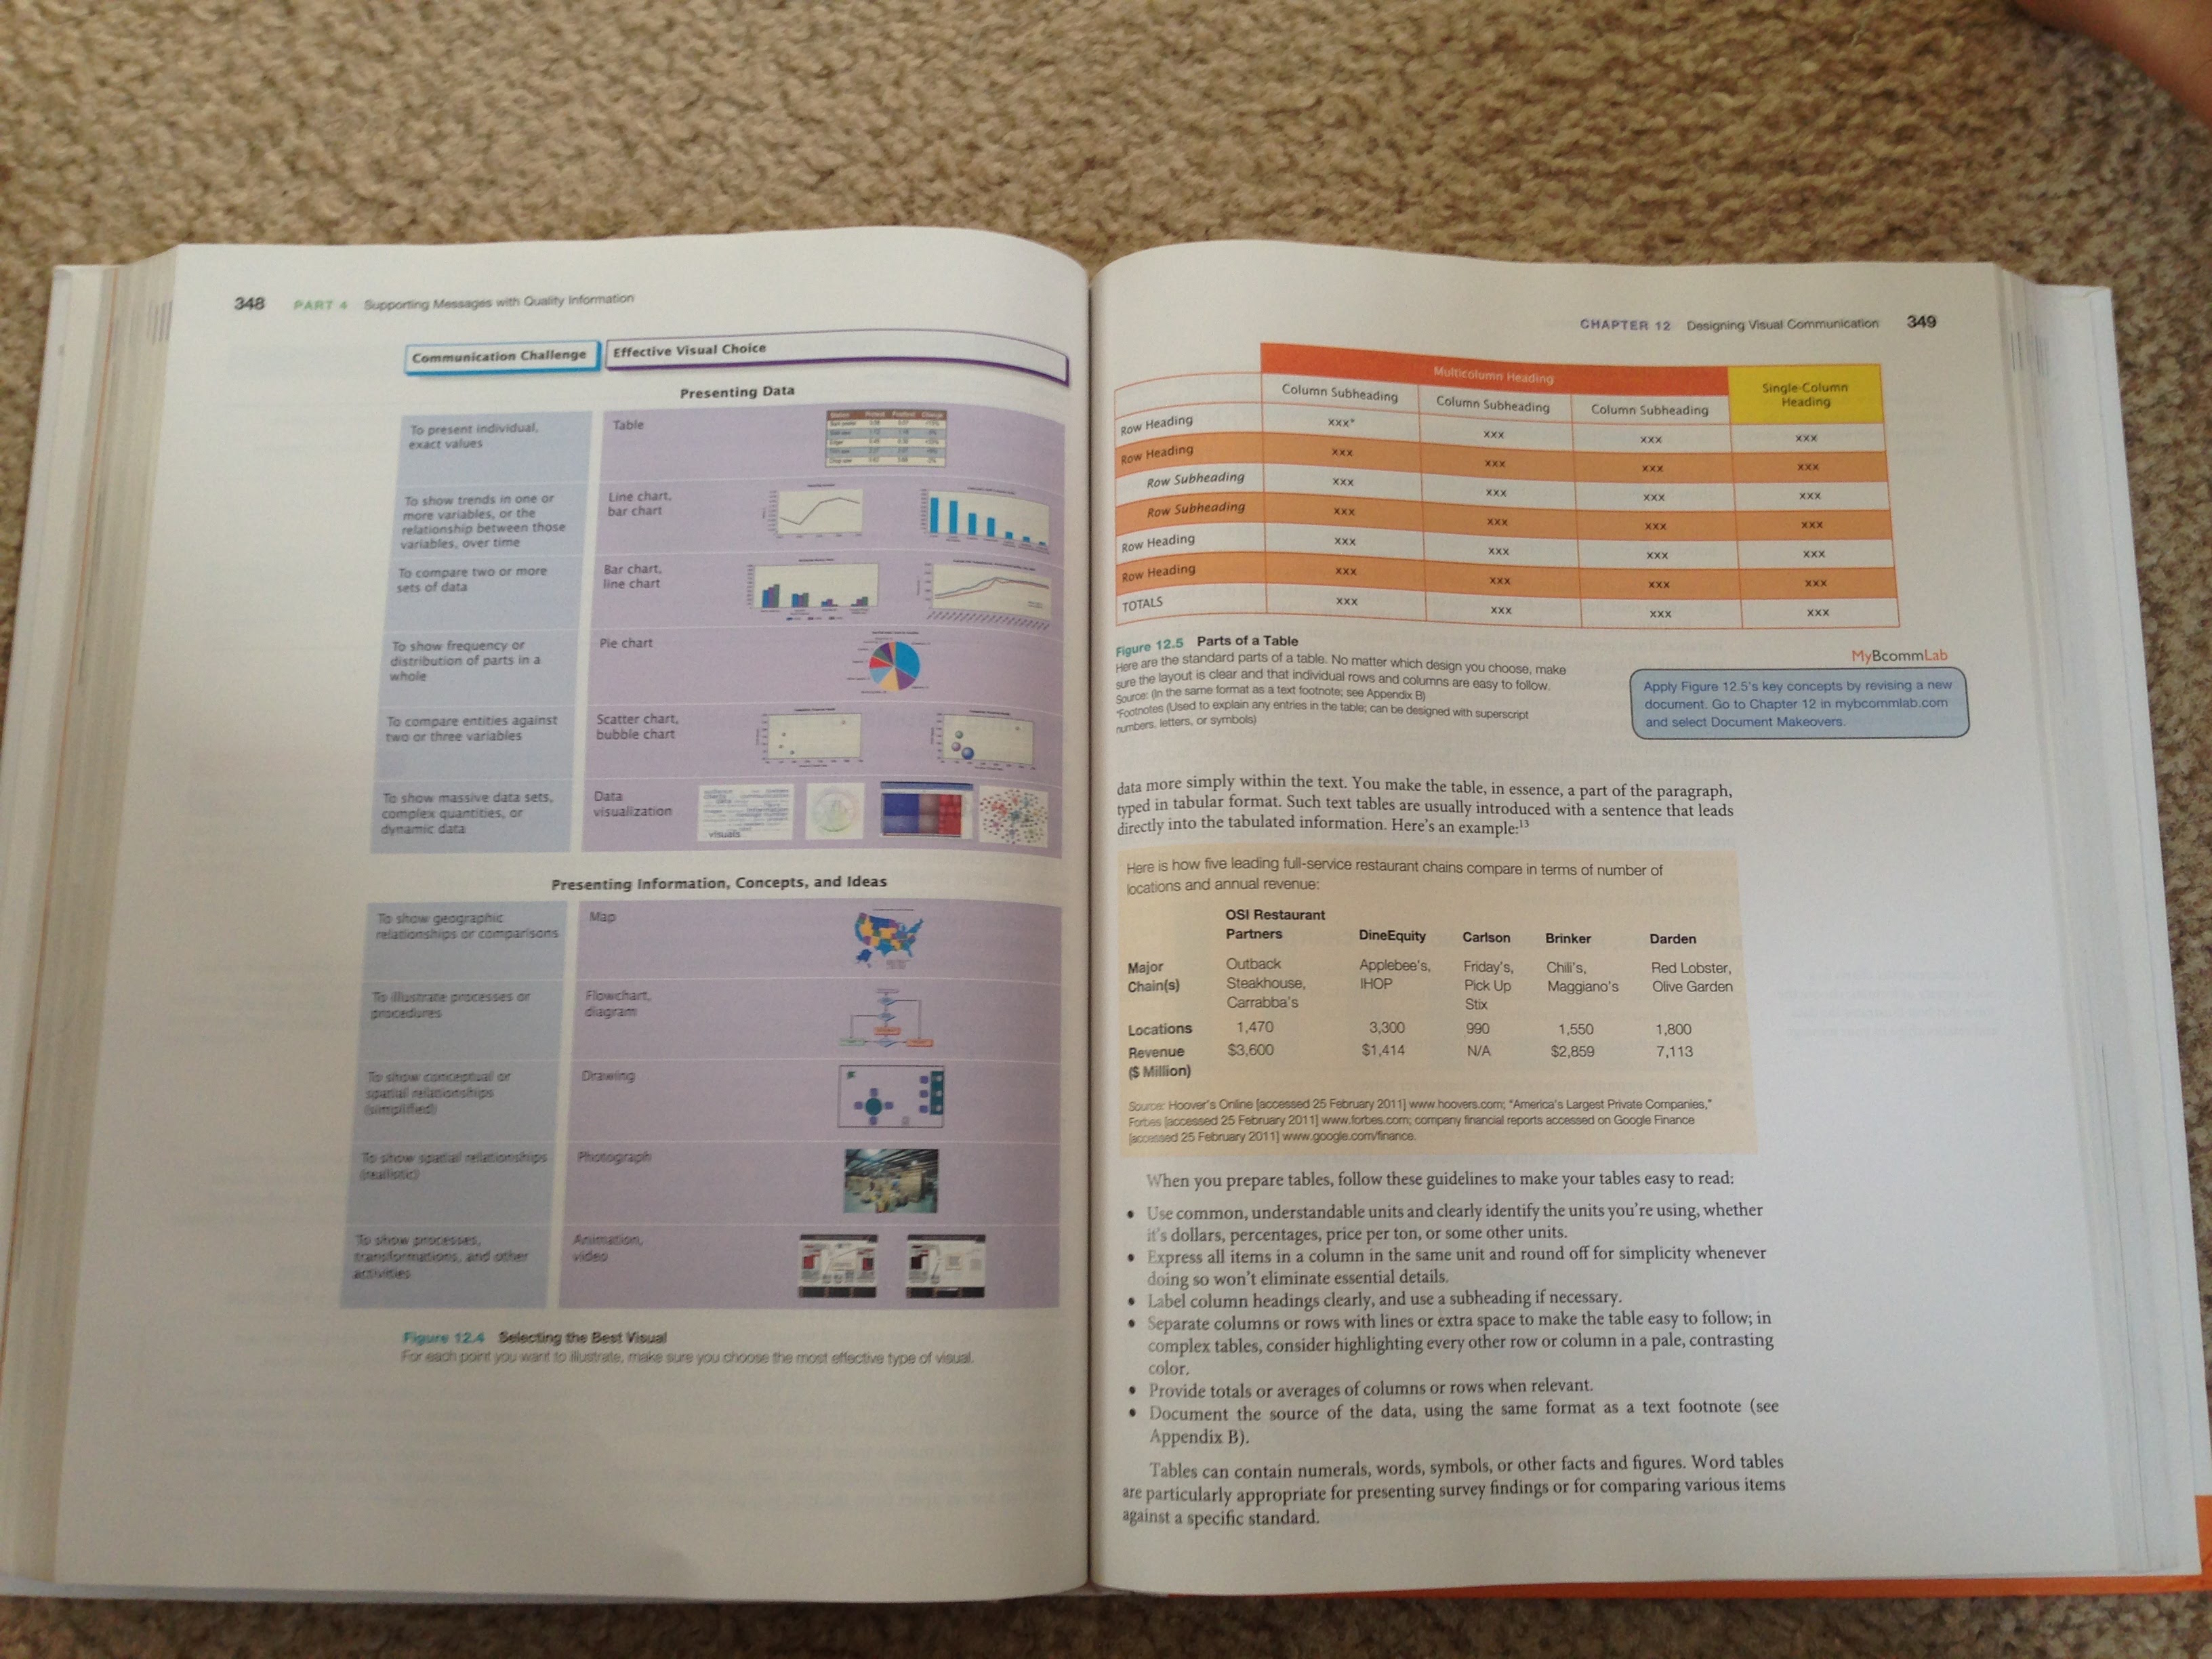 348 PART 4 Supporting Messages with Quality Information
Communication Challenge
Effective Visual Choice
Presenting Data
To present individual,
exact values
Table
To show trends in one or
more variables, or the
relationship between those
variables, over time
Line chart,
bar chart
To compare two or more
sets of data
Bar chart,
line chart
To show frequency or
distribution of parts in a
whole
Pie chart
To compare entities against
two or three variables
Scatter chart,
bubble chart
To show massive data sets,
complex quantities, or
dynamic data
Data
visualization
visuals
Presenting Information, Concepts, and Ideas
To show geographic
relationships or comparisons
Map
To illustrate processes or
procedures
Flowchart,
diagram
To show conceptual or
spatial relationships
(simplified)
Drawing
To show spatial relationships
(realistic)
Photograph
To show processes,
transformations, and other
activities
Animation,
video
Figure 12.4 Selecting the Best Visual
For each point you want to illustrate, make sure you choose the most effective type of visual.
CHAPTER 12 Designing Visual Communication 349
Multicolumn Heading
Single-Column
Heading
Column Subheading Column Subheading Column Subheading
Row Heading xxx* xxx xxx xxx
Row Heading xxx xxx xxx xxx
Row Subheading xxx xxx xxx xxx
Row Subheading xxx xxx xxx xxx
Row Heading xxx xxx xxx xxx
Row Heading xxx xxx xxx xxx
TOTALS xxx xxx xxx xxx
Figure 12.5 Parts of a Table
Here are the standard parts of a table. No matter which design you choose, make
sure the layout is clear and that individual rows and columns are easy to follow.
Source: (In the same format as a text footnote; see Appendix B)
*Footnotes (Used to explain any entries in the table; can be designed with superscript
numbers, letters, or symbols)
MyBcommLab
Apply Figure 12.5's key concepts by revising a new
document. Go to Chapter 12 in mybcommlab.com
and select Document Makeovers.
data more simply within the text. You make the table, in essence, a part of the paragraph,
typed in tabular format. Such text tables are usually introduced with a sentence that leads
directly into the tabulated information. Here's an example:¹³
Here is how five leading full-service restaurant chains compare in terms of number of
locations and annual revenue:
OSI Restaurant
Partners DineEquity Carlson Brinker Darden
Major Outback Applebee's, Friday's, Chili's, Red Lobster,
Chain(s) Steakhouse, IHOP Pick Up Maggiano's Olive Garden
Carrabba's Stix
Locations 1,470 3,300 990 1,550 1,800
Revenue $3,600 $1,414 N/A $2,859 7,113
($ Million)
Source: Hoover's Online [accessed 25 February 2011] www.hoovers.com; "America's Largest Private Companies,"
Forbes [accessed 25 February 2011] www.forbes.com; company financial reports accessed on Google Finance
[accessed 25 February 2011] www.google.com/finance.
When you prepare tables, follow these guidelines to make your tables easy to read:
• Use common, understandable units and clearly identify the units you're using, whether
it's dollars, percentages, price per ton, or some other units.
• Express all items in a column in the same unit and round off for simplicity whenever
doing so won't eliminate essential details.
• Label column headings clearly, and use a subheading if necessary.
• Separate columns or rows with lines or extra space to make the table easy to follow; in
complex tables, consider highlighting every other row or column in a pale, contrasting
color.
• Provide totals or averages of columns or rows when relevant.
• Document the source of the data, using the same format as a text footnote (see
Appendix B).
Tables can contain numerals, words, symbols, or other facts and figures. Word tables
are particularly appropriate for presenting survey findings or for comparing various items
against a specific standard.